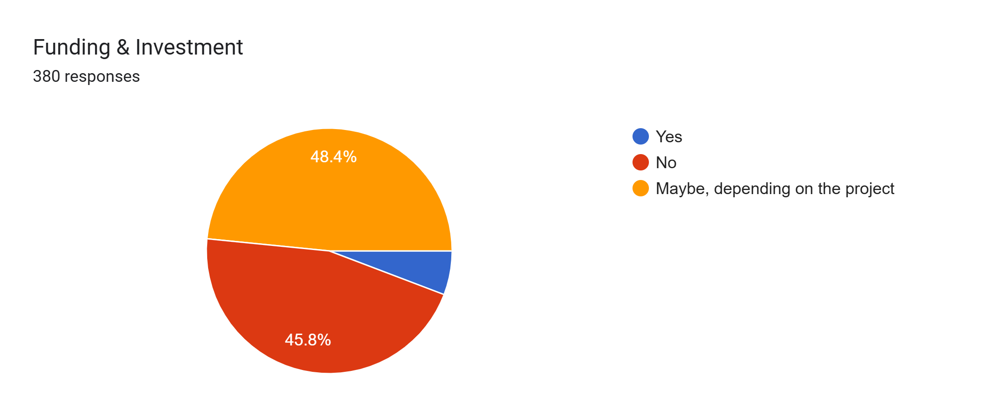 Funding & Investment
380 responses
48.4%
45.8%
Yes
No
Maybe, depending on the project